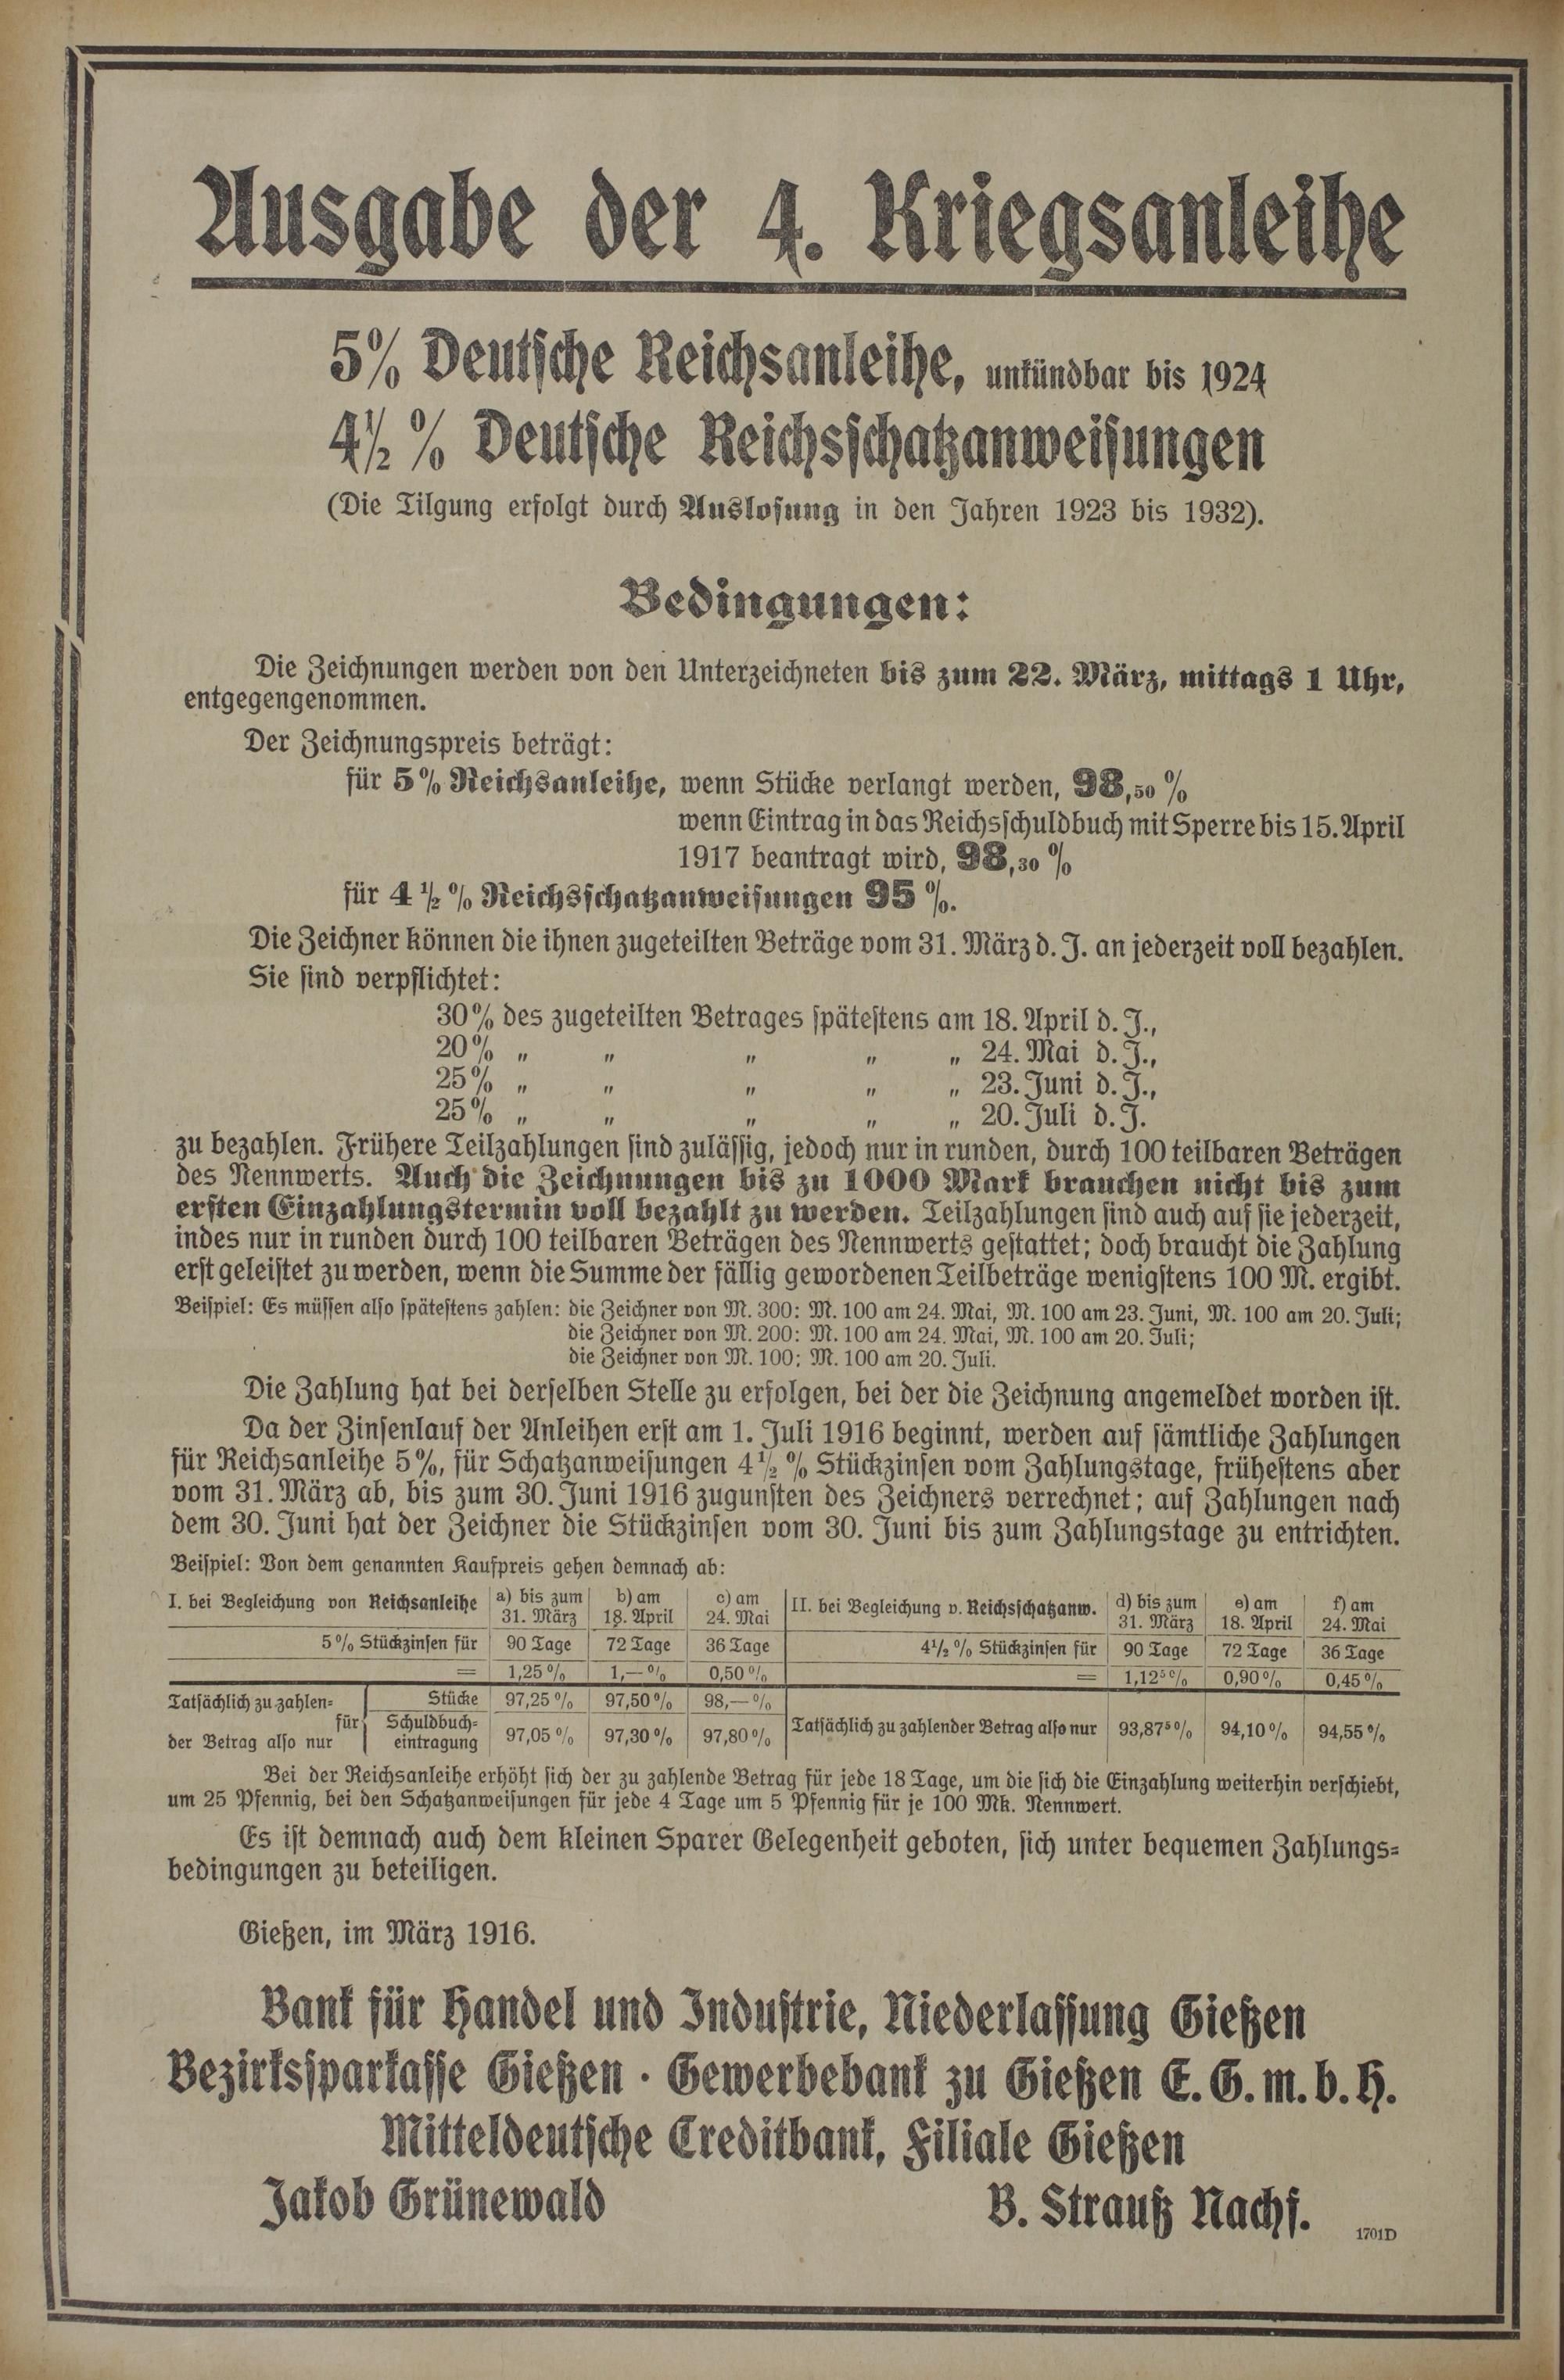 Ausgabe der 4. Kriegsanleihe
5% Deutsche Reichsanleihe, unkündbar bis 1924
4½ % Deutsche Reichsschatzanweisungen
(Die Tilgung erfolgt durch Auslosung in den Jahren 1923 bis 1932).
Bedingungen:
Die Zeichnungen werden von den Unterzeichneten bis zum 22. März, mittags 1 Uhr,
entgegengenommen.
Der Zeichnungspreis beträgt:
für 5% Reichsanleihe, wenn Stücke verlangt werden, 98,50 %
wenn Eintrag in das Reichsschuldbuch mit Sperre bis 15. April
1917 beantragt wird, 98,30 %
für 4½ % Reichsschatzanweisungen 95 %.
Die Zeichner können die ihnen zugeteilten Beträge vom 31. März d. J. an jederzeit voll bezahlen.
Sie sind verpflichtet:
30% des zugeteilten Betrages spätestens am 18. April d. J.,
20% „ „ „ „ „ 24. Mai d. J.,
25% „ „ „ „ „ 23. Juni d. J.,
25% „ „ „ „ „ 20. Juli d. J.
zu bezahlen. Frühere Teilzahlungen sind zulässig, jedoch nur in runden, durch 100 teilbaren Beträgen
des Nennwerts. Auch die Zeichnungen bis zu 1000 Mark brauchen nicht bis zum
ersten Einzahlungstermin voll bezahlt zu werden. Teilzahlungen sind auch auf sie jederzeit,
indes nur in runden durch 100 teilbaren Beträgen des Nennwerts gestattet; doch braucht die Zahlung
erst geleistet zu werden, wenn die Summe der fällig gewordenen Teilbeträge wenigstens 100 M. ergibt.
Beispiel: Es müssen also spätestens zahlen: die Zeichner von M. 300: M. 100 am 24. Mai, M. 100 am 23. Juni, M. 100 am 20. Juli;
die Zeichner von M. 200: M. 100 am 24. Mai, M. 100 am 20. Juli;
die Zeichner von M. 100: M. 100 am 20. Juli.
Die Zahlung hat bei derselben Stelle zu erfolgen, bei der die Zeichnung angemeldet worden ist.
Da der Zinsenlauf der Anleihen erst am 1. Juli 1916 beginnt, werden auf sämtliche Zahlungen
für Reichsanleihe 5%, für Schatzanweisungen 4½ % Stückzinsen vom Zahlungstage, frühestens aber
vom 31. März ab, bis zum 30. Juni 1916 zugunsten des Zeichners verrechnet; auf Zahlungen nach
dem 30. Juni hat der Zeichner die Stückzinsen vom 30. Juni bis zum Zahlungstage zu entrichten.
Beispiel: Von dem genannten Kaufpreis gehen demnach ab:
I. bei Begleichung von Reichsanleihe a) bis zum 31. März b) am 18. April c) am 24. Mai II. bei Begleichung v. Reichsschatzanw. d) bis zum 31. März e) am 18. April f) am 24. Mai
5% Stückzinsen für 90 Tage 72 Tage 36 Tage 4½ % Stückzinsen für 90 Tage 72 Tage 36 Tage
= 1,25 % 1,—% 0,50 % = 1,12⁵% 0,90 % 0,45 %
Tatsächlich zu zahlen-
der Betrag also nur für Stücke 97,25 % 97,50 % 98,—%
Schuldbuch-
eintragung 97,05 % 97,30 % 97,80 % Tatsächlich zu zahlender Betrag also nur 93,87⁵% 94,10 % 94,55 %
Bei der Reichsanleihe erhöht sich der zu zahlende Betrag für jede 18 Tage, um die sich die Einzahlung weiterhin verschiebt,
um 25 Pfennig, bei den Schatzanweisungen für jede 4 Tage um 5 Pfennig für je 100 Mk. Nennwert.
Es ist demnach auch dem kleinen Sparer Gelegenheit geboten, sich unter bequemen Zahlungs-
bedingungen zu beteiligen.
Gießen, im März 1916.
Bank für Handel und Industrie, Niederlassung Gießen
Bezirkssparkasse Gießen · Gewerbebank zu Gießen E. G. m. b. H.
Mitteldeutsche Creditbank, Filiale Gießen
Jakob Grünewald B. Strauß Nachf.
1701D